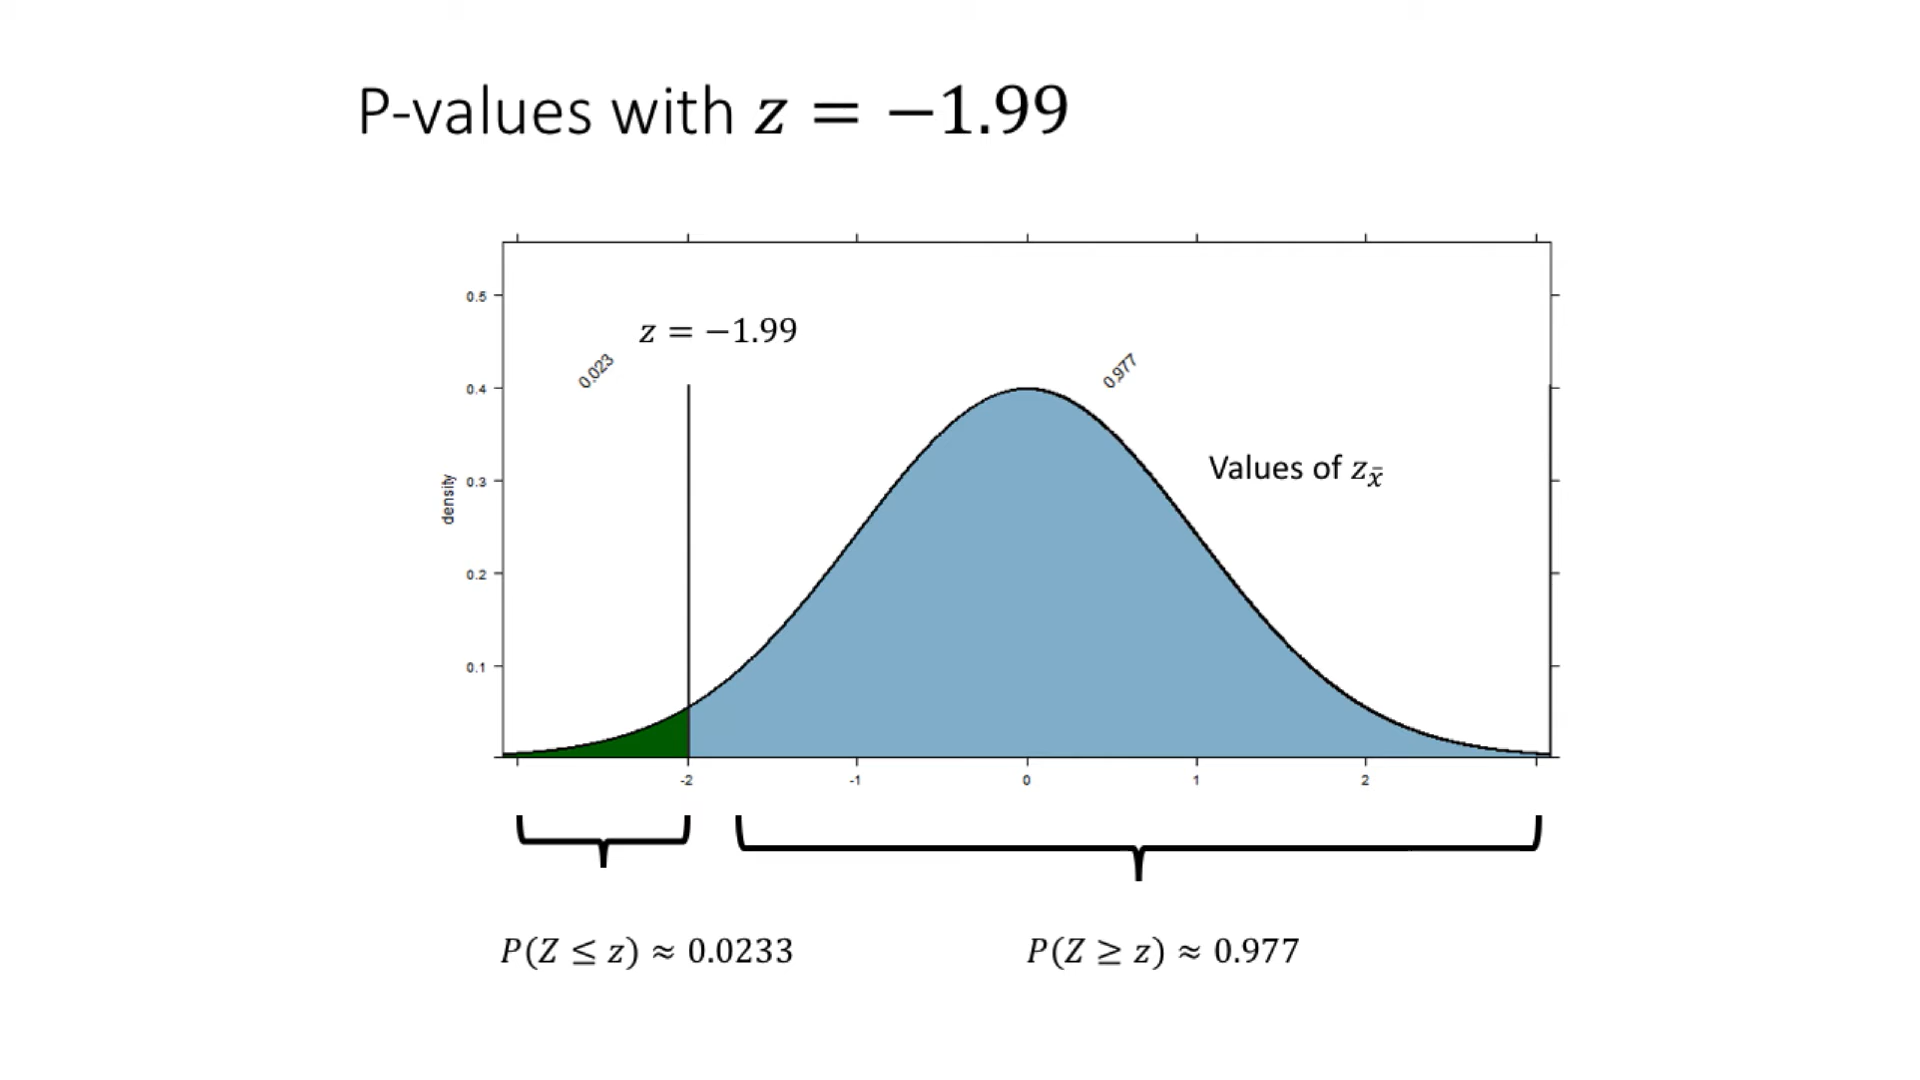 P-values with z = −1.99
z = −1.99
0.023
0.977
0.5
0.4
0.3
0.2
0.1
density
Values of z_x̄
-2 -1 0 1 2
P(Z ≤ z) ≈ 0.0233
P(Z ≥ z) ≈ 0.977